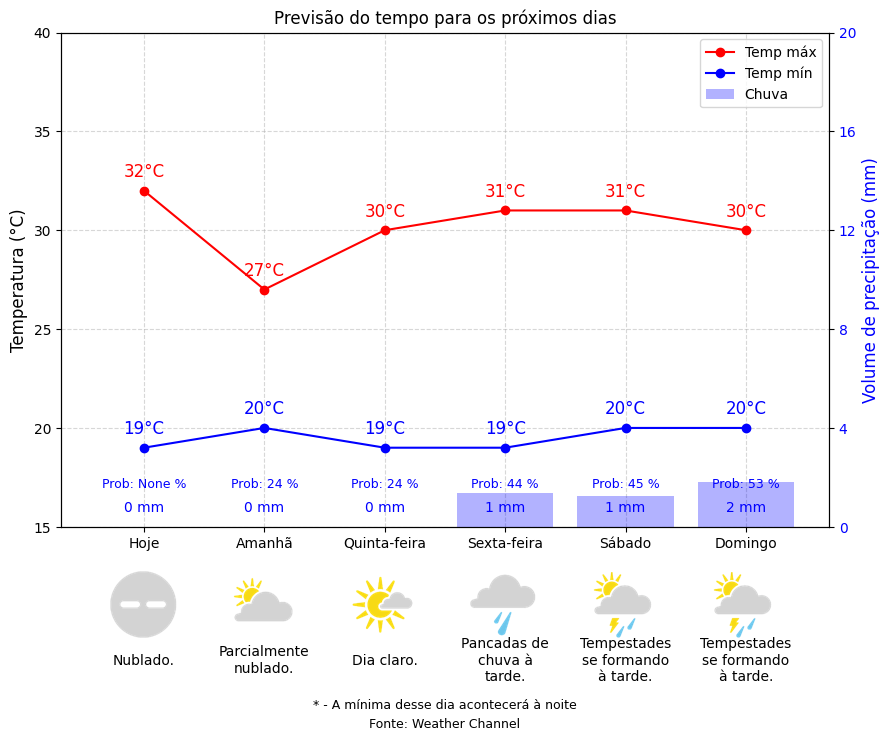 Previsão do tempo para os próximos dias
40
35
30
25
20
15
Temperatura (°C)
20
16
12
8
4
0
Volume de precipitação (mm)
Temp máx
Temp mín
Chuva
32°C
27°C
30°C
31°C
31°C
30°C
19°C
20°C
19°C
19°C
20°C
20°C
Prob: None %
Prob: 24 %
Prob: 24 %
Prob: 44 %
Prob: 45 %
Prob: 53 %
0 mm
0 mm
0 mm
1 mm
1 mm
2 mm
Hoje
Amanhã
Quinta-feira
Sexta-feira
Sábado
Domingo
Nublado.
Parcialmente
nublado.
Dia claro.
Pancadas de
chuva à
tarde.
Tempestades
se formando
à tarde.
Tempestades
se formando
à tarde.
* - A mínima desse dia acontecerá à noite
Fonte: Weather Channel